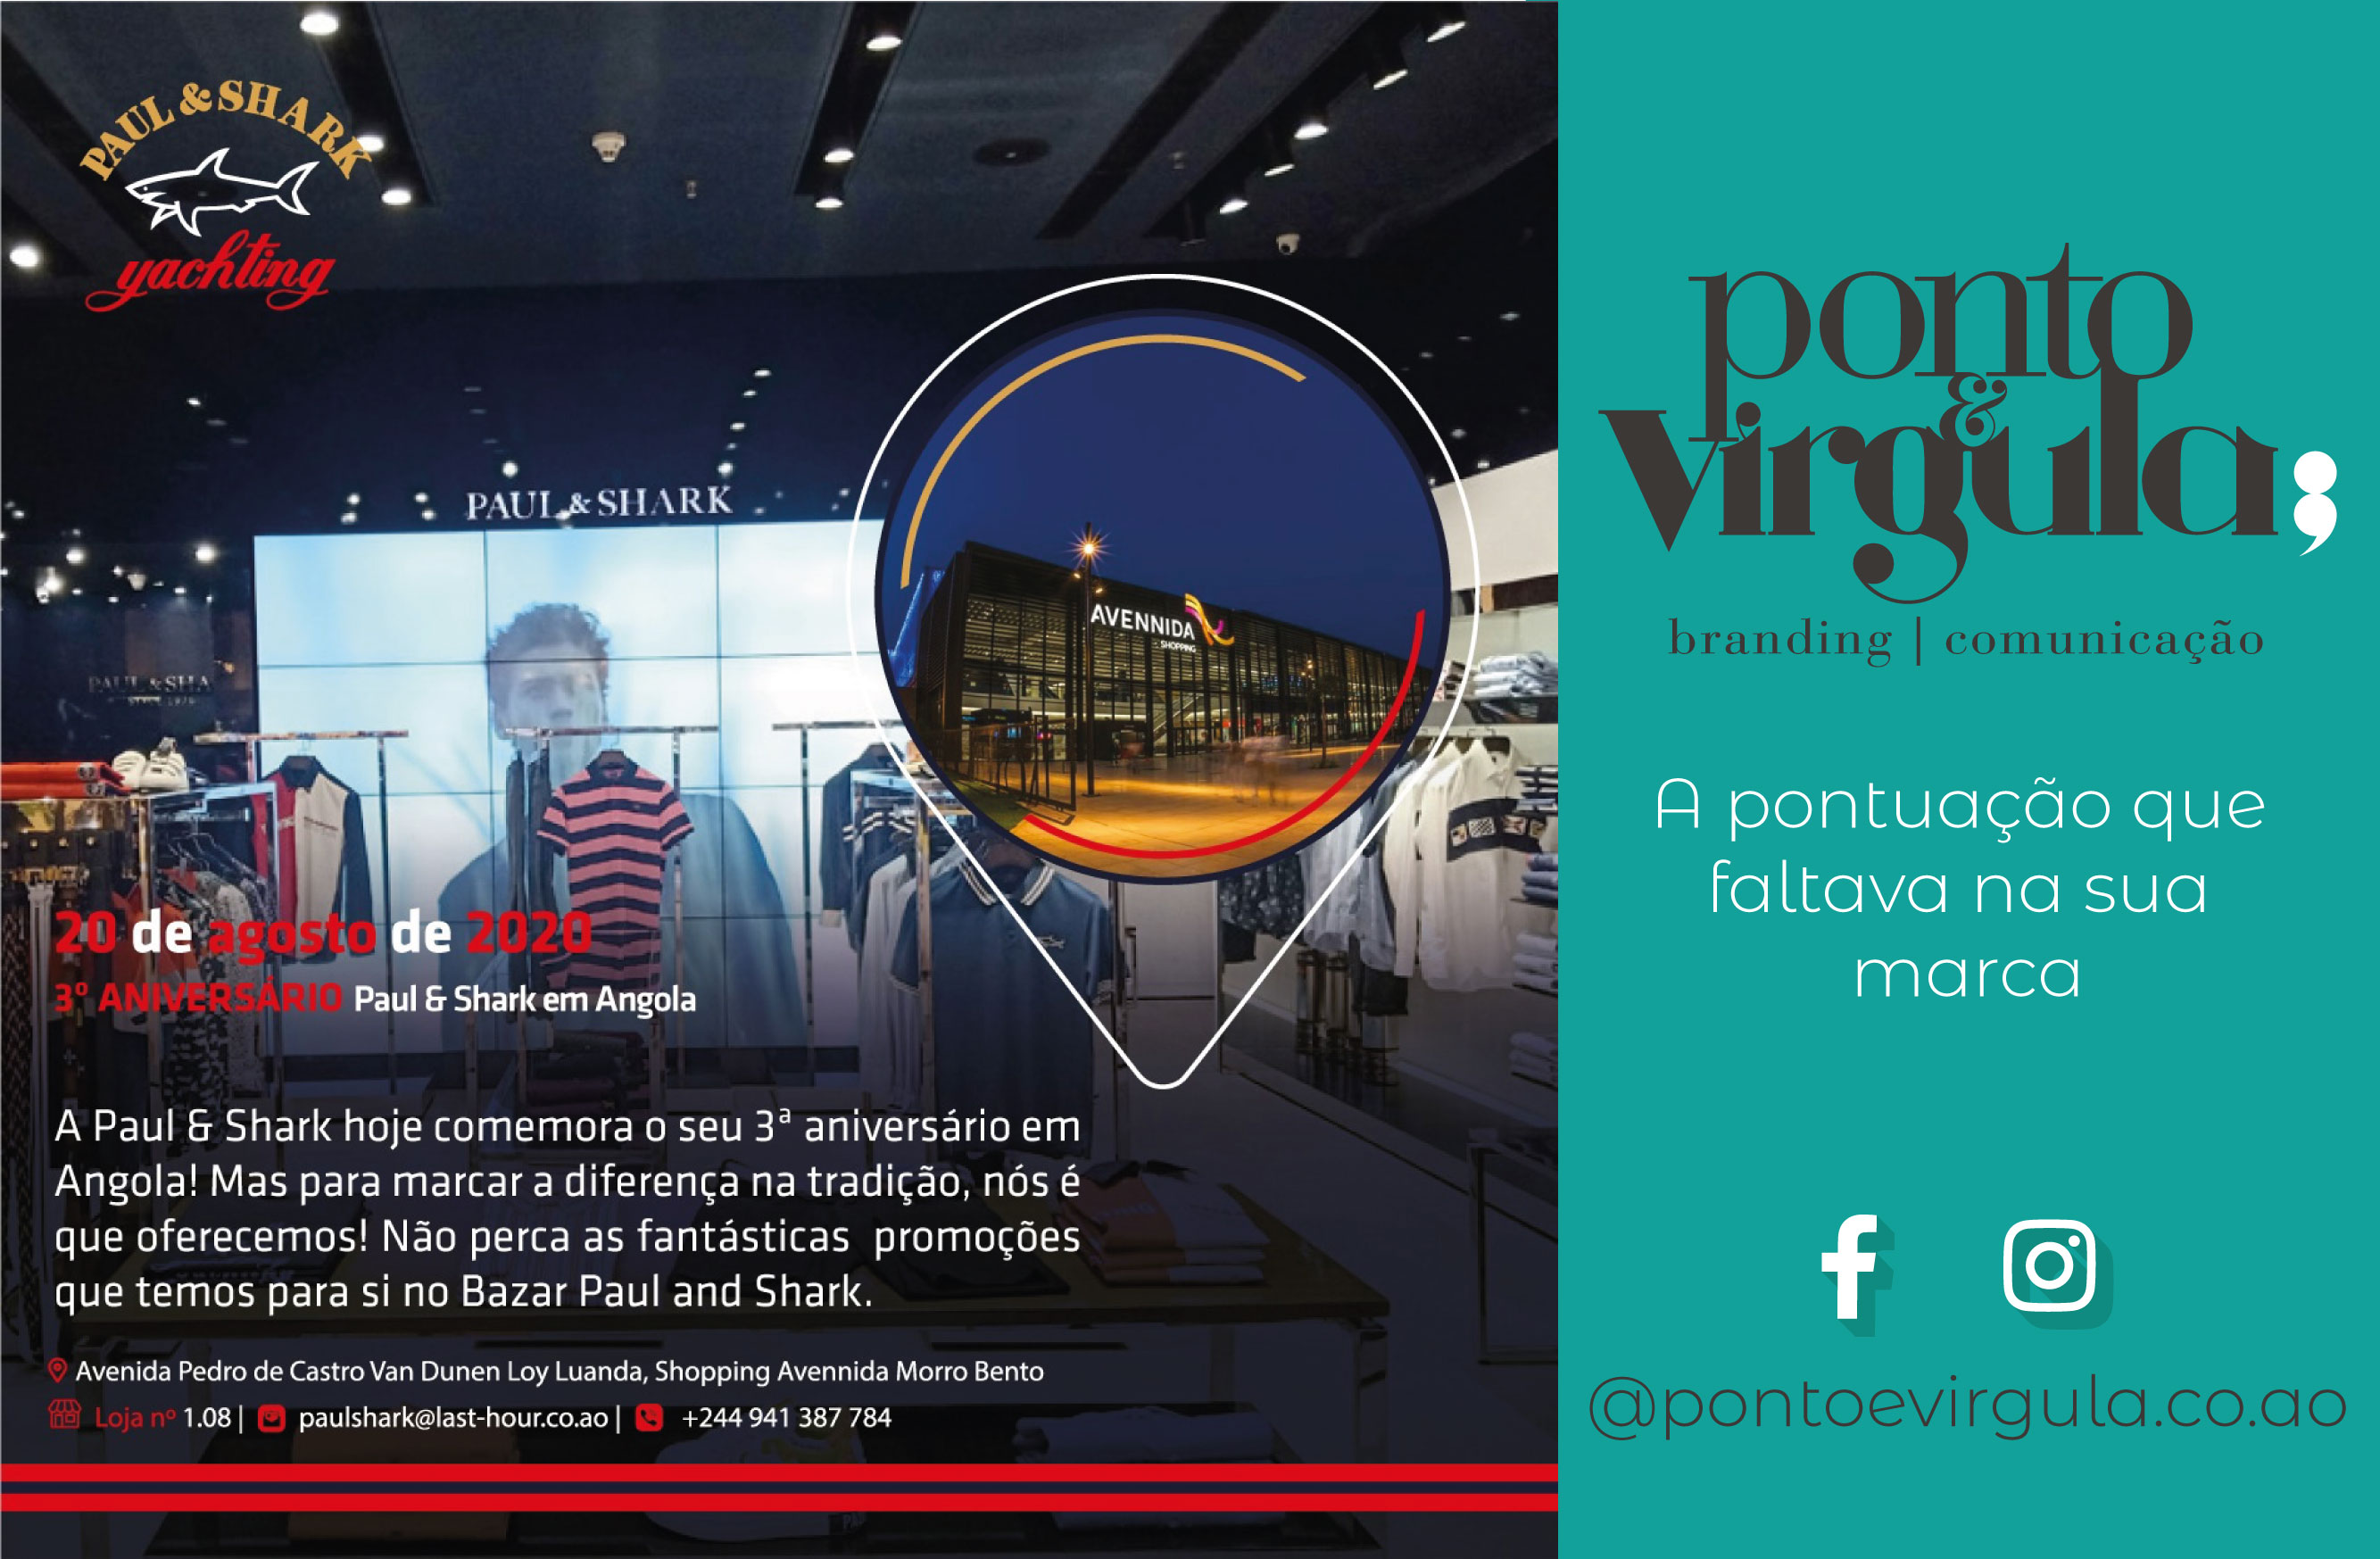 PAUL & SHARK
yachting
PAUL & SHARK
PAUL & SHA
AVENNIDA
SHOPPING
20 de agosto de 2020
3º ANIVERSÁRIO Paul & Shark em Angola
A Paul & Shark hoje comemora o seu 3ª aniversário em
Angola! Mas para marcar a diferença na tradição, nós é
que oferecemos! Não perca as fantásticas promoções
que temos para si no Bazar Paul and Shark.
Avenida Pedro de Castro Van Dunen Loy Luanda, Shopping Avennida Morro Bento
Loja nº 1.08 | paulshark@last-hour.co.ao | +244 941 387 784
ponto
&
virgula;
branding | comunicação
A pontuação que
faltava na sua
marca
@pontoevirgula.co.ao